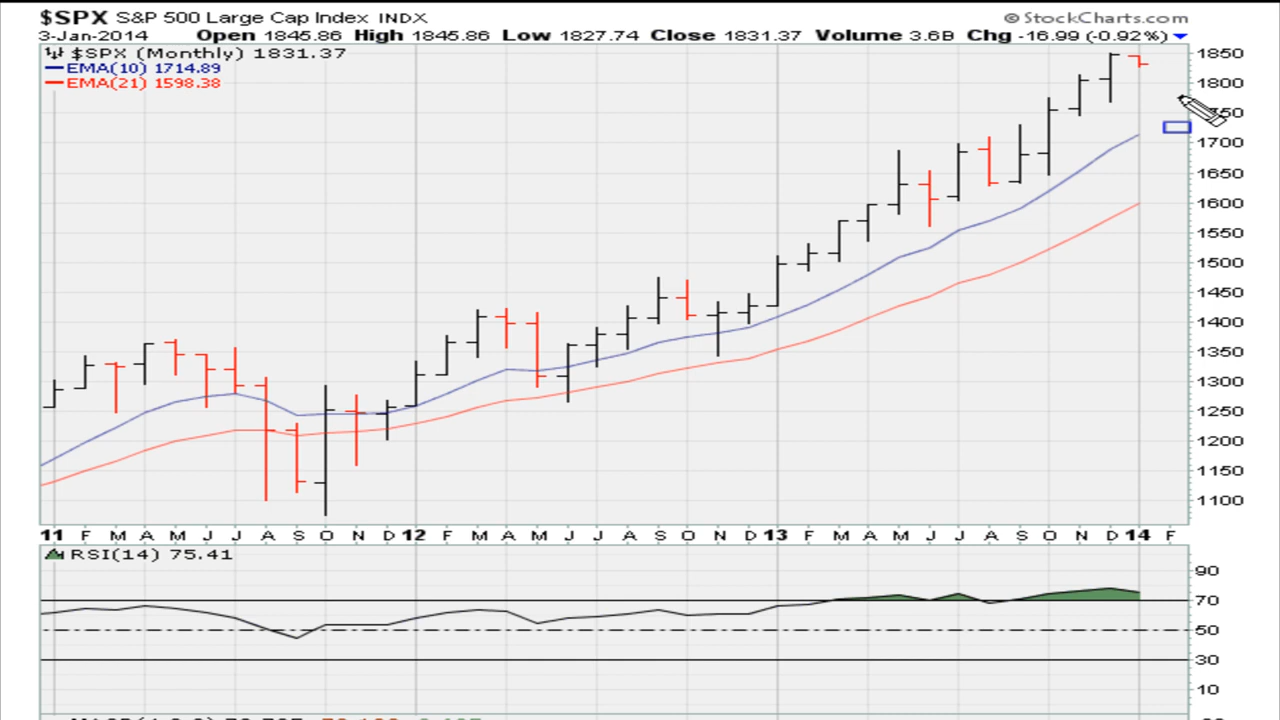 $SPX S&P 500 Large Cap Index INDX © StockCharts.com
3-Jan-2014 Open 1845.86 High 1845.86 Low 1827.74 Close 1831.37 Volume 3.6B Chg -16.99 (-0.92%)
$SPX (Monthly) 1831.37
EMA(10) 1714.89
EMA(21) 1598.38
1850
1800
1700
1650
1600
1550
1500
1450
1400
1350
1300
1250
1200
1150
1100
11 F M A M J J A S O N D 12 F M A M J J A S O N D 13 F M A M J J A S O N D 14 F
RSI(14) 75.41
90
70
50
30
10